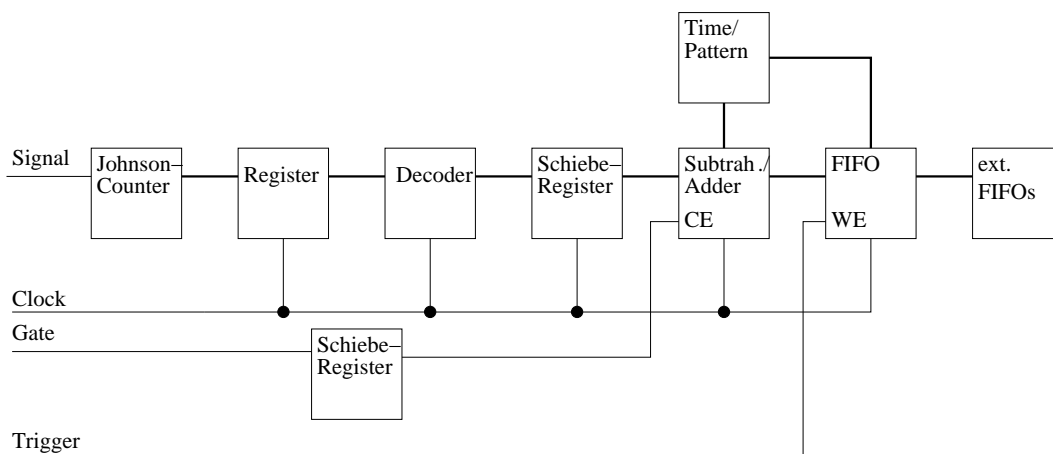 Time/
Pattern
Signal
Johnson–
Counter
Register
Decoder
Schiebe–
Register
Subtrah./
Adder
CE
FIFO
WE
ext.
FIFOs
Clock
Gate
Schiebe–
Register
Trigger